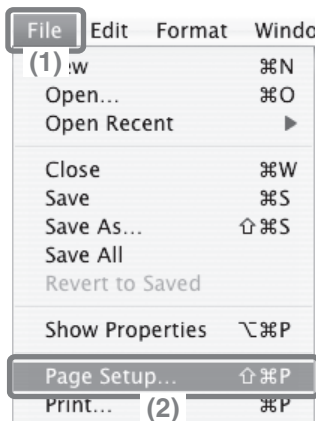 File Edit Format Windo
(1) ew ⌘N
Open... ⌘O
Open Recent ▶
Close ⌘W
Save ⌘S
Save As... ⇧⌘S
Save All
Revert to Saved
Show Properties ⌥⌘P
Page Setup... ⇧⌘P
Print... (2) ⌘P